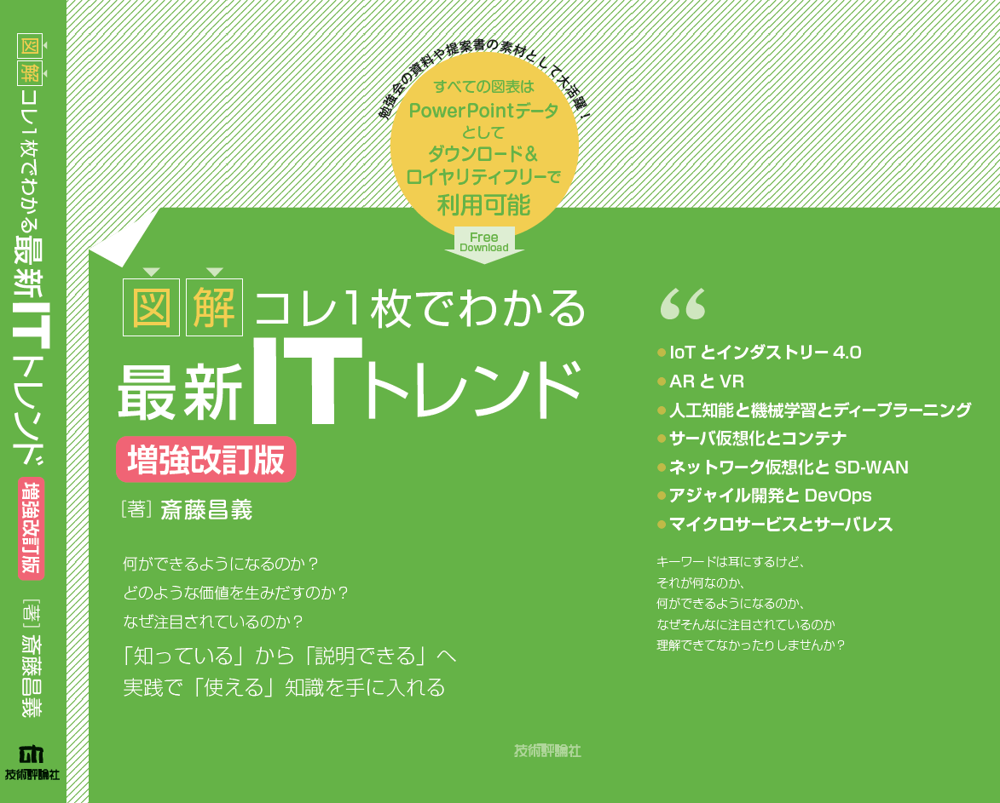 図解
コレ1枚でわかる
最新ITトレンド
増強改訂版
[著] 斎藤昌義
技術評論社
勉強会の資料や提案書の素材として大活躍！
すべての図表は
PowerPointデータ
として
ダウンロード＆
ロイヤリティフリーで
利用可能
Free
Download
図解 コレ1枚でわかる
最新ITトレンド
増強改訂版
[著] 斎藤昌義
何ができるようになるのか？
どのような価値を生みだすのか？
なぜ注目されているのか？
「知っている」から「説明できる」へ
実践で「使える」知識を手に入れる
技術評論社
“
● IoT とインダストリー 4.0
● AR と VR
● 人工知能と機械学習とディープラーニング
● サーバ仮想化とコンテナ
● ネットワーク仮想化と SD-WAN
● アジャイル開発と DevOps
● マイクロサービスとサーバレス
キーワードは耳にするけど、
それが何なのか、
何ができるようになるのか、
なぜそんなに注目されているのか
理解できてなかったりしませんか？